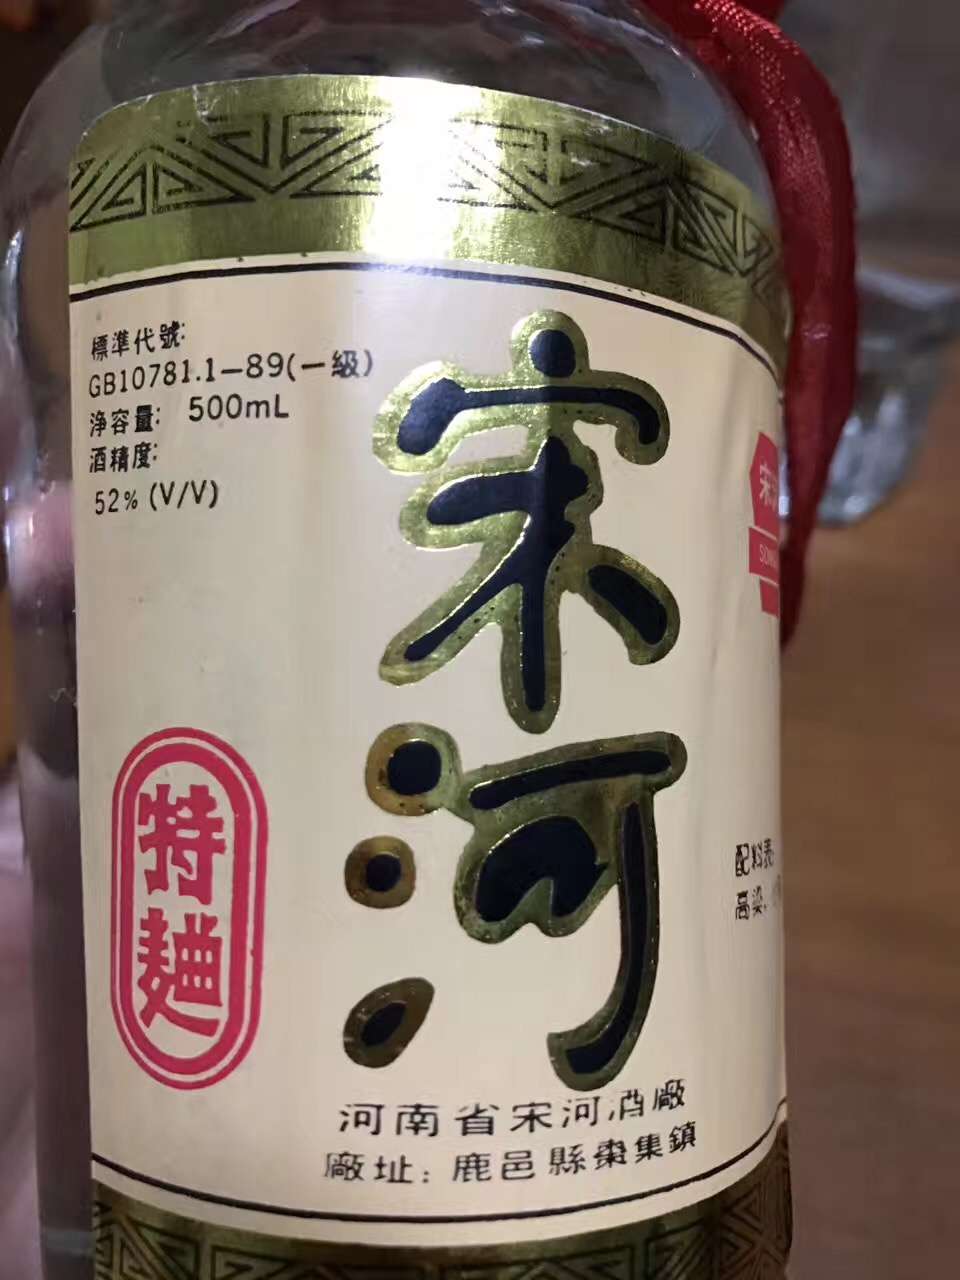 標準代號:
GB10781.1—89(一級)
淨容量: 500mL
酒精度:
52% (V/V)
宋河
特麯
配料表
高粱
河南省宋河酒廠
廠址: 鹿邑縣棗集鎮